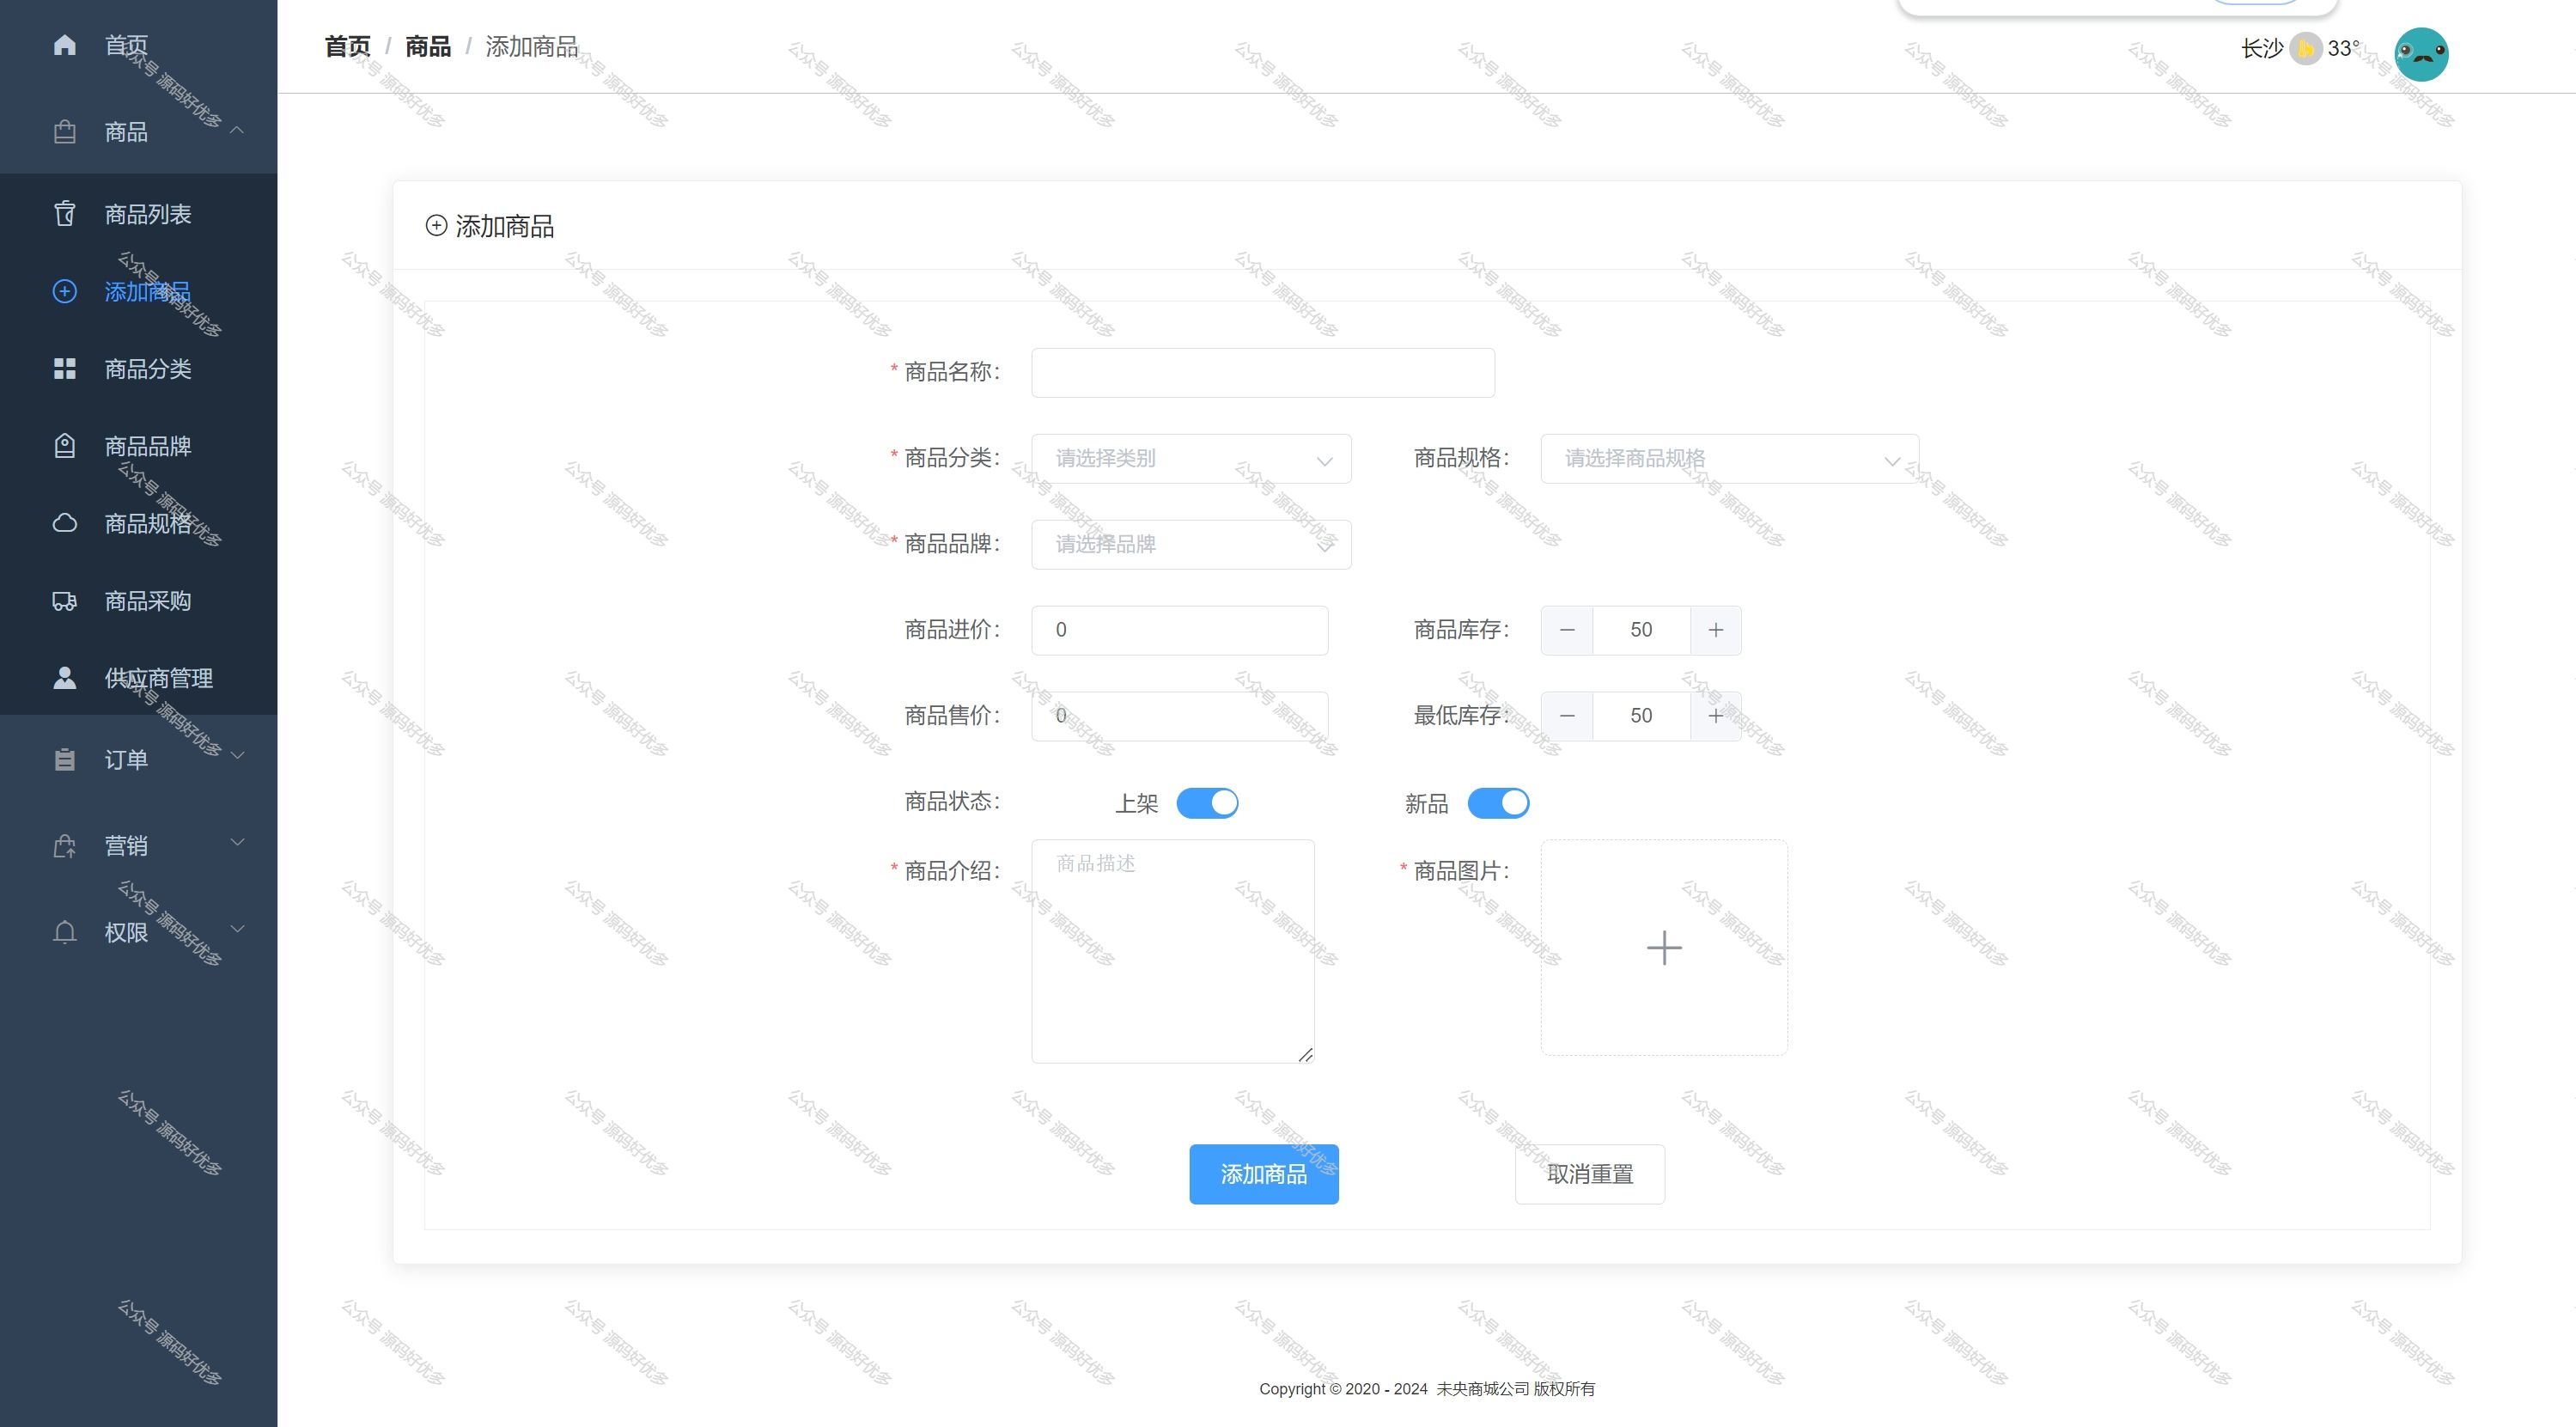 首页
商品
商品列表
添加商品
商品分类
商品品牌
商品规格
商品采购
供应商管理
订单
营销
权限
首页 / 商品 / 添加商品
长沙 33°
添加商品
* 商品名称：
* 商品分类： 请选择类别 商品规格： 请选择商品规格
* 商品品牌： 请选择品牌
商品进价： 0 商品库存： 50
商品售价： 0 最低库存： 50
商品状态： 上架 新品
* 商品介绍： 商品描述 * 商品图片：
添加商品 取消重置
Copyright © 2020 - 2024 未央商城公司 版权所有
公众号 源码好优多